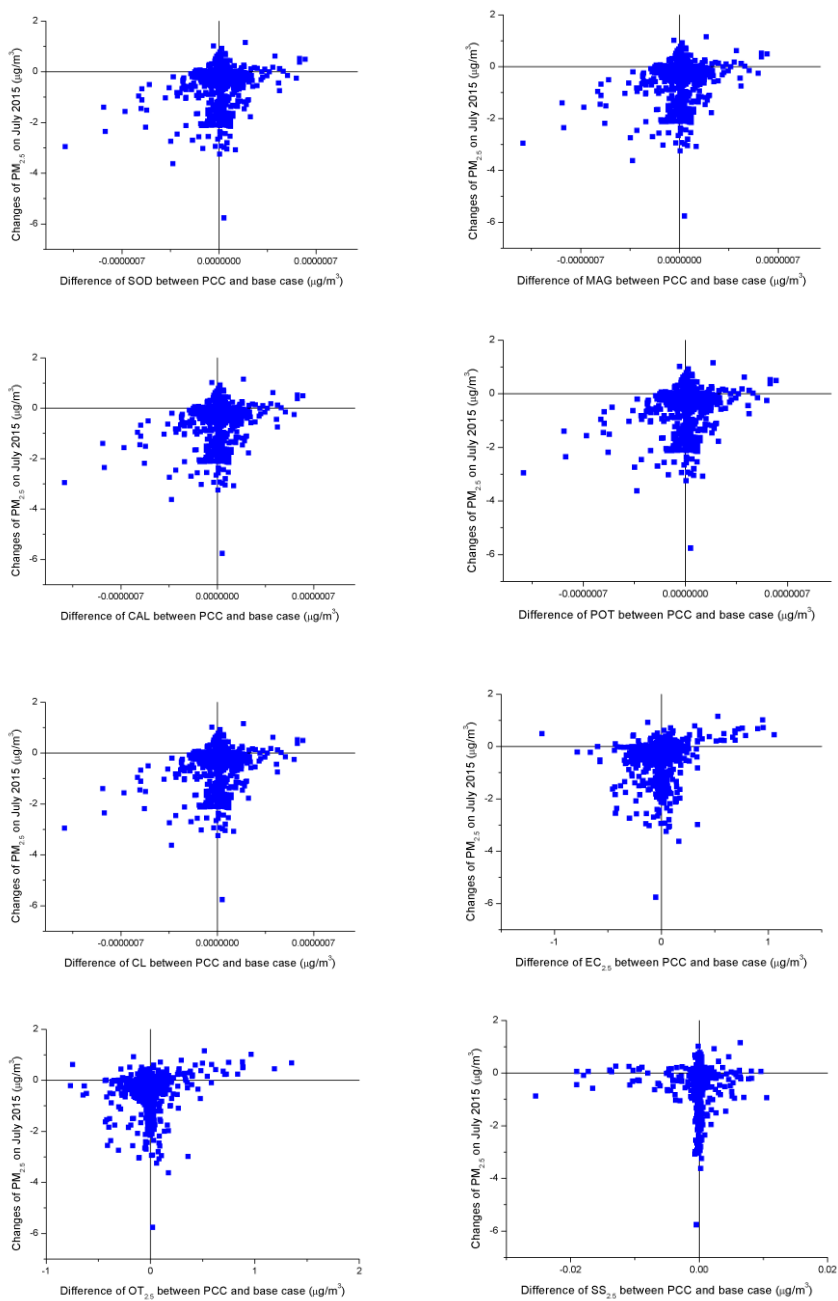 2
0
-2
-4
-6
Changes of PM2.5 on July 2015 (μg/m³)
-0.0000007 0.0000000 0.0000007
Difference of SOD between PCC and base case (μg/m³)
2
0
-2
-4
-6
Changes of PM2.5 on July 2015 (μg/m³)
-0.0000007 0.0000000 0.0000007
Difference of MAG between PCC and base case (μg/m³)
2
0
-2
-4
-6
Changes of PM2.5 on July 2015 (μg/m³)
-0.0000007 0.0000000 0.0000007
Difference of CAL between PCC and base case (μg/m³)
2
0
-2
-4
-6
Changes of PM2.5 on July 2015 (μg/m³)
-0.0000007 0.0000000 0.0000007
Difference of POT between PCC and base case (μg/m³)
2
0
-2
-4
-6
Changes of PM2.5 on July 2015 (μg/m³)
-0.0000007 0.0000000 0.0000007
Difference of CL between PCC and base case (μg/m³)
2
0
-2
-4
-6
Changes of PM2.5 on July 2015 (μg/m³)
-1 0 1
Difference of EC2.5 between PCC and base case (μg/m³)
2
0
-2
-4
-6
Changes of PM2.5 on July 2015 (μg/m³)
-1 0 1 2
Difference of OT2.5 between PCC and base case (μg/m³)
2
0
-2
-4
-6
Changes of PM2.5 on July 2015 (μg/m³)
-0.02 0.00 0.02
Difference of SS2.5 between PCC and base case (μg/m³)